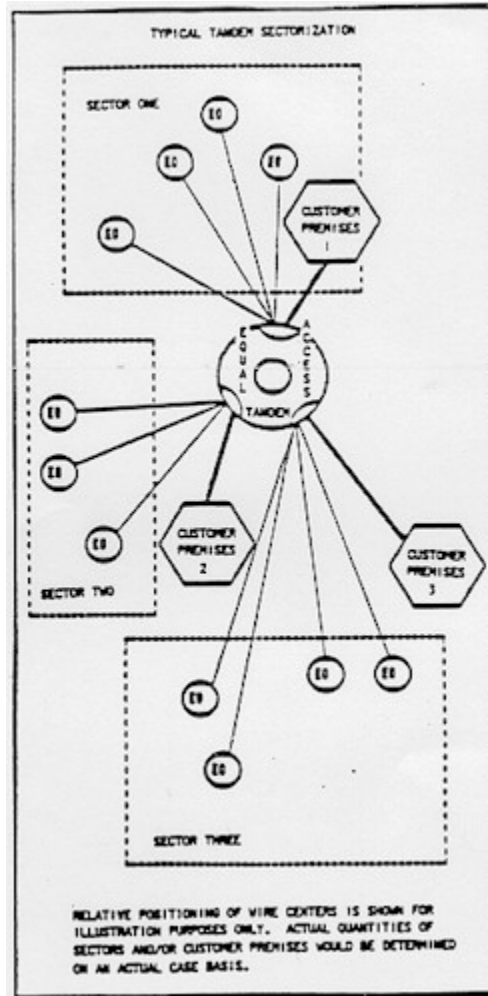 TYPICAL TANDEM SECTORIZATION
SECTOR ONE
EO
EO
EO
EO
CUSTOMER
PREMISES
1
EQUAL
ACCESS
TANDEM
EO
EO
EO
CUSTOMER
PREMISES
2
CUSTOMER
PREMISES
3
SECTOR TWO
EO
EO
EO
EO
SECTOR THREE
RELATIVE POSITIONING OF WIRE CENTERS IS SHOWN FOR
ILLUSTRATION PURPOSES ONLY. ACTUAL QUANTITIES OF
SECTORS AND/OR CUSTOMER PREMISES WOULD BE DETERMINED
ON AN ACTUAL CASE BASIS.